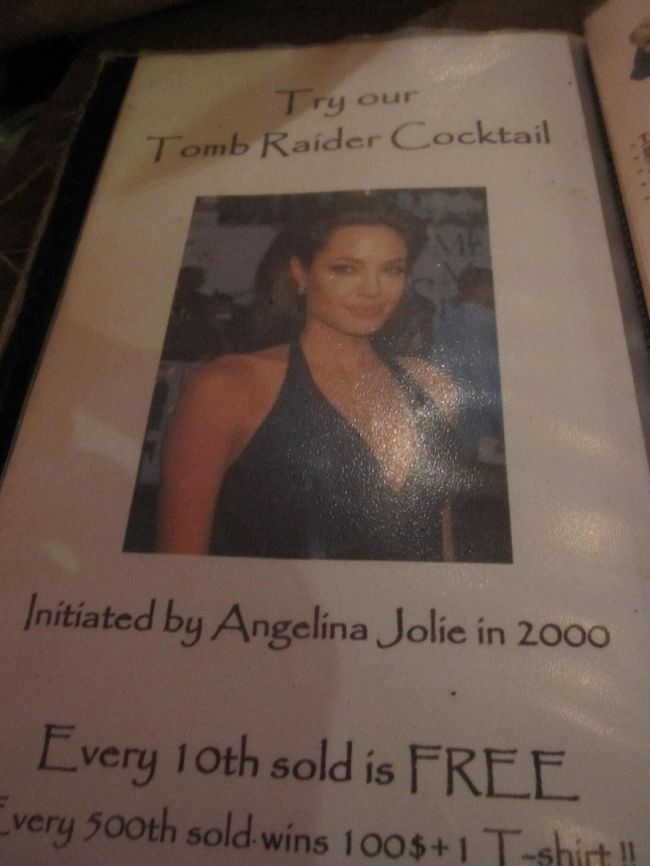 Try our
Tomb Raider Cocktail
Initiated by Angelina Jolie in 2000
Every 10th sold is FREE
Every 500th sold wins 100$+1 T-shirt !!